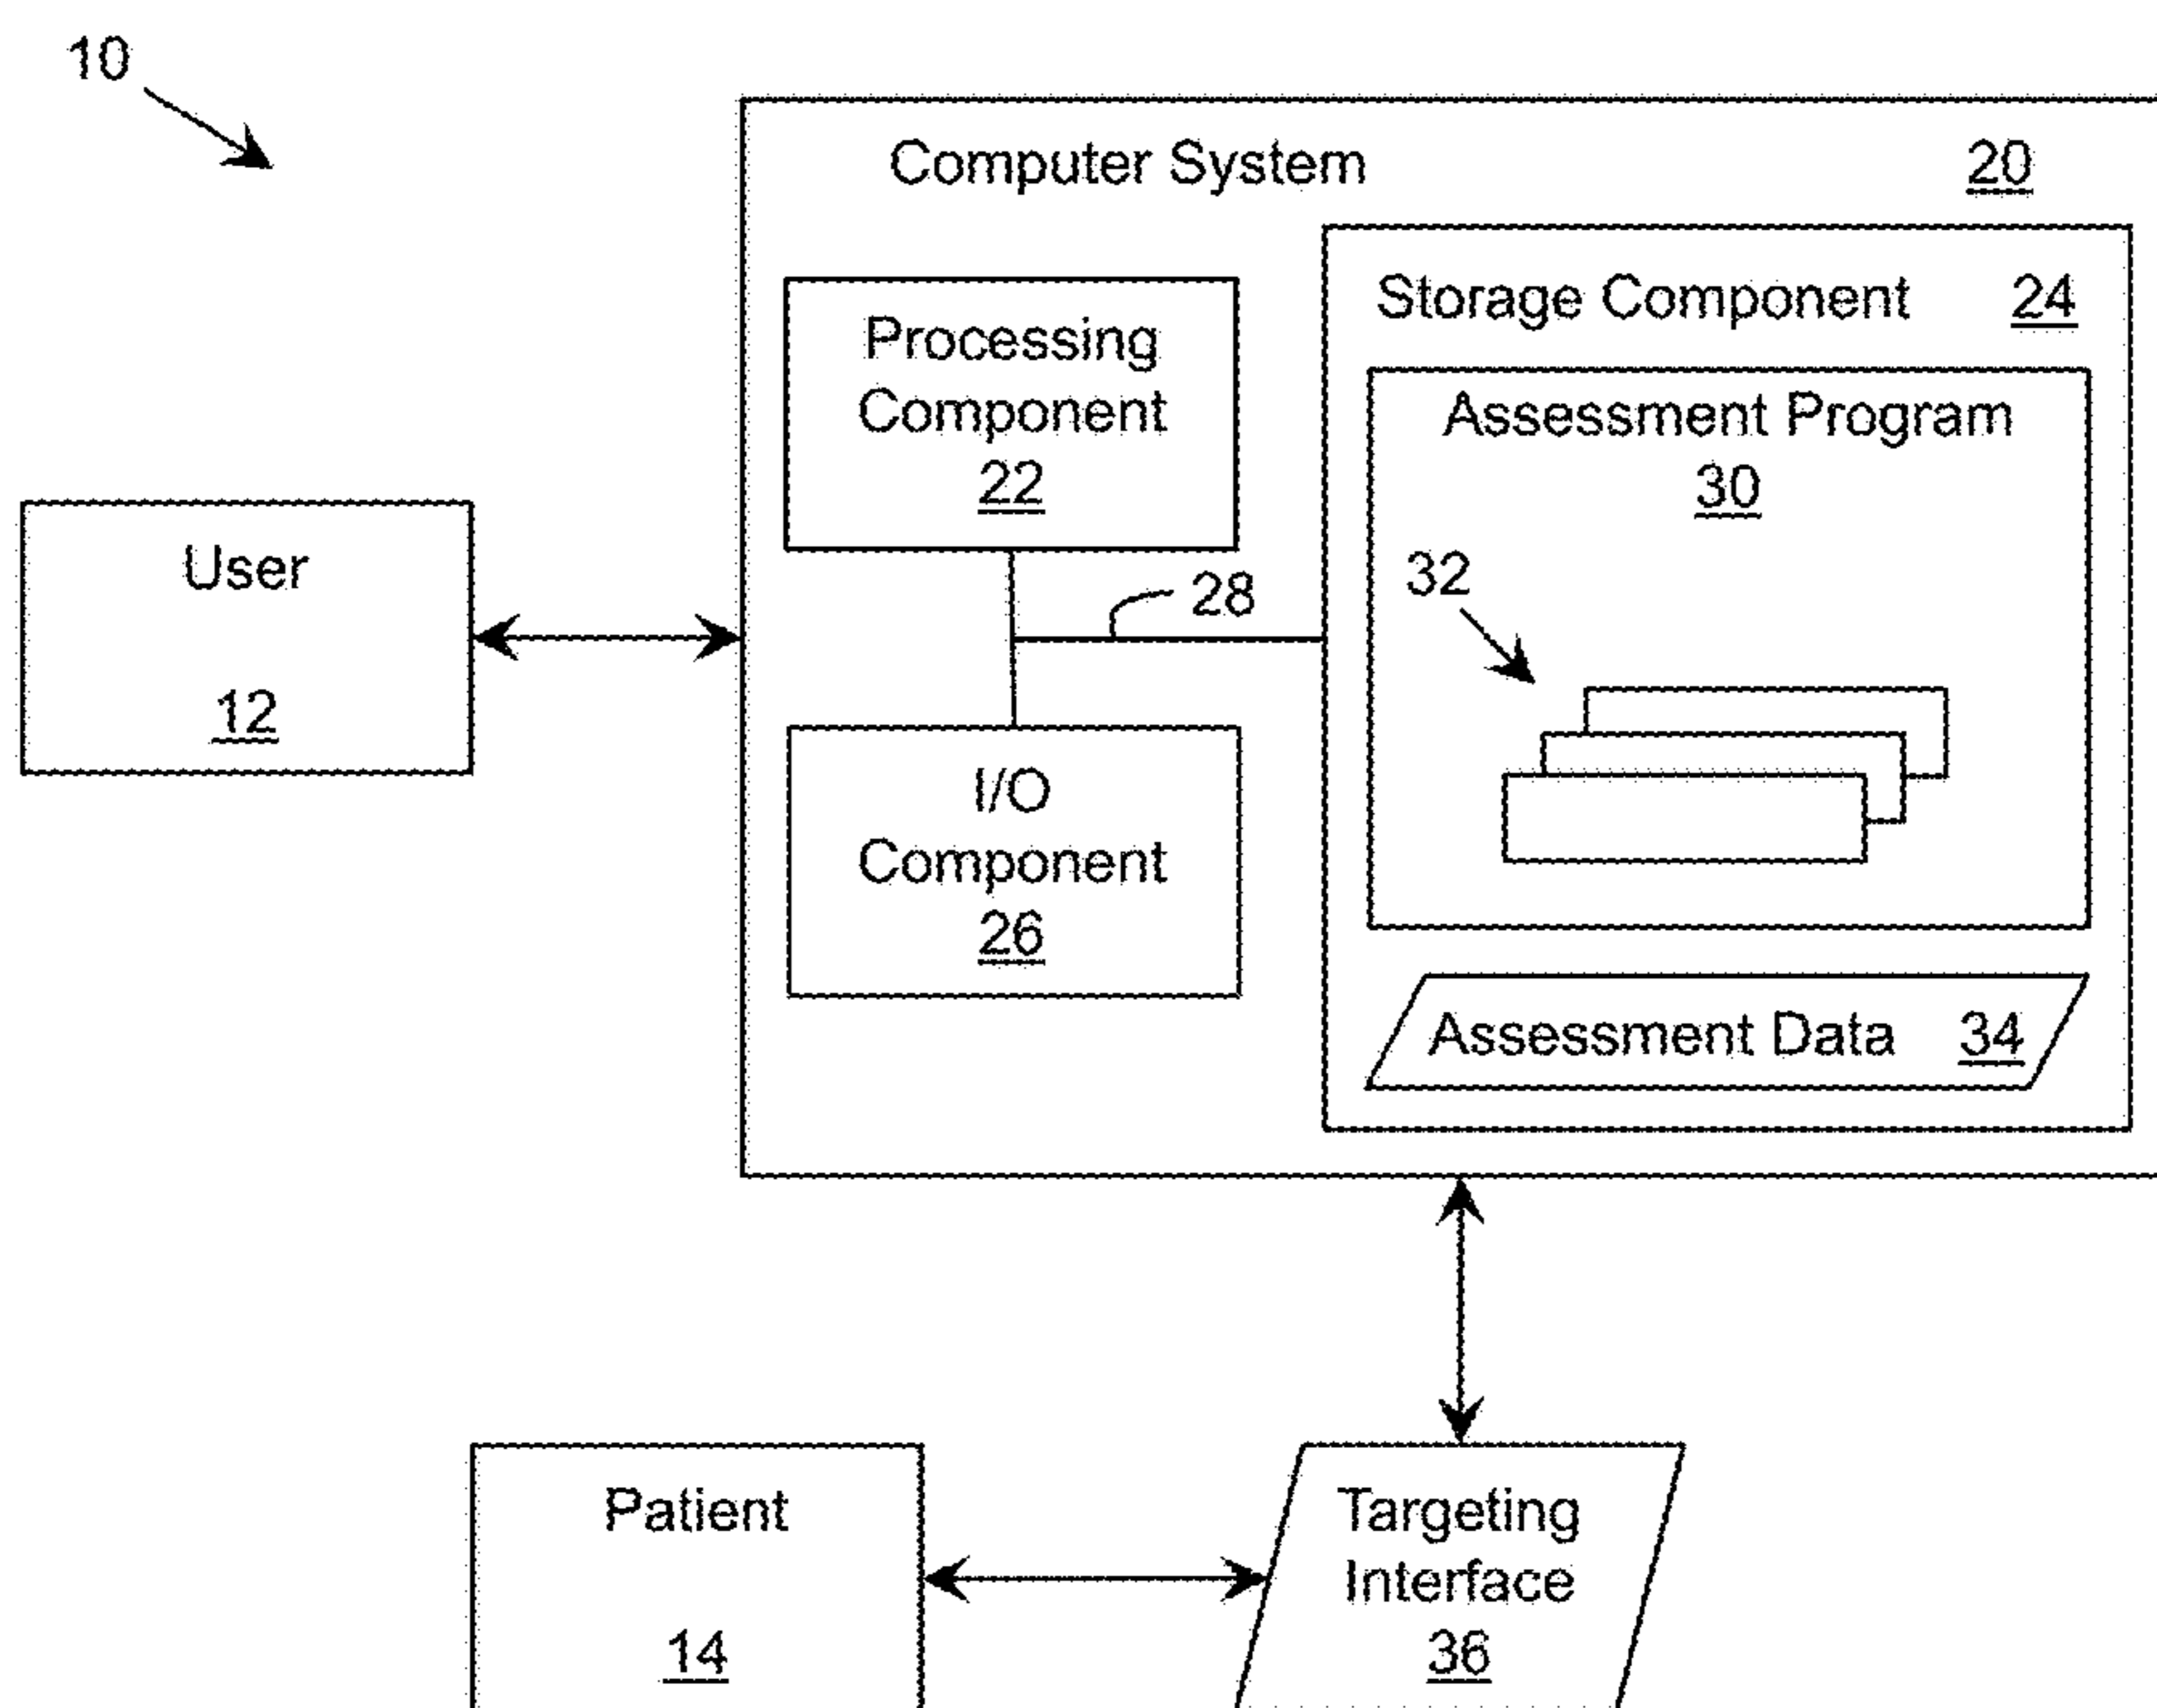 10
Computer System 20
Storage Component 24
Processing
Component
22
Assessment Program
30
User
12
28
32
I/O
Component
26
Assessment Data 34
Patient
14
Targeting
Interface
36